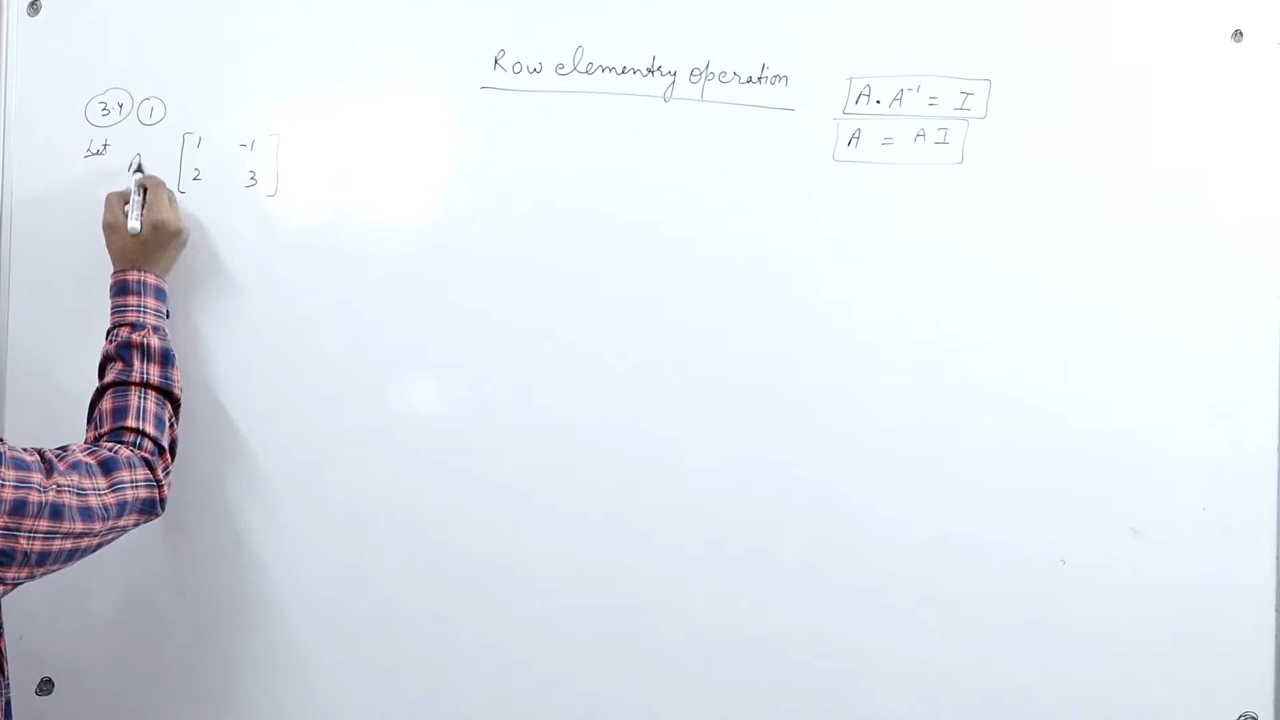 Row elementry operation
A . A⁻¹ = I
A = A I
3.4 1
Let A [ 1 -1
2 3 ]